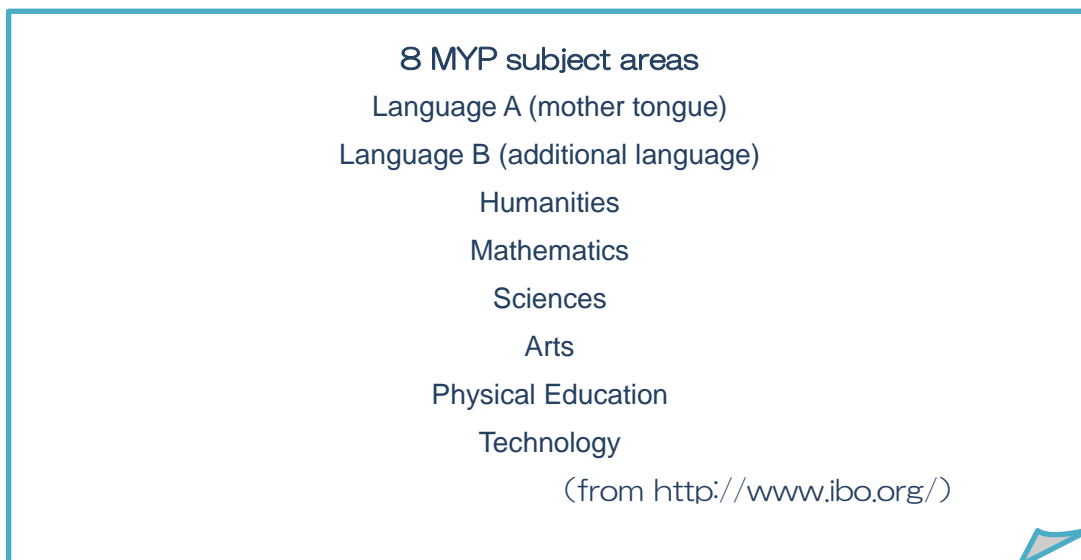 8 MYP subject areas
Language A (mother tongue)
Language B (additional language)
Humanities
Mathematics
Sciences
Arts
Physical Education
Technology
(from http://www.ibo.org/)